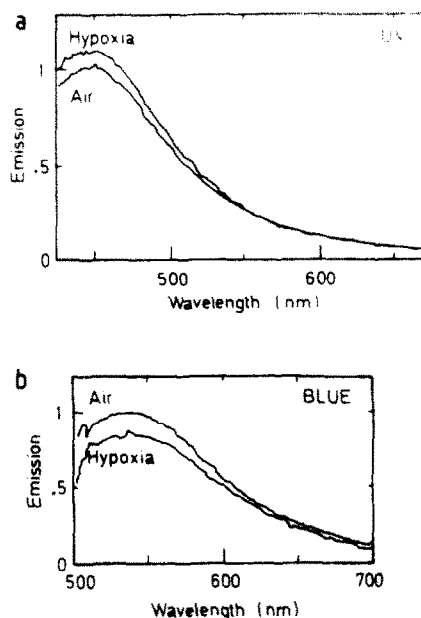 a
Hypoxia
UV
Air
1
.5
Emission
500
600
Wavelength (nm)
b
Air
BLUE
1
Hypoxia
.5
Emission
0
500
600
700
Wavelength (nm)